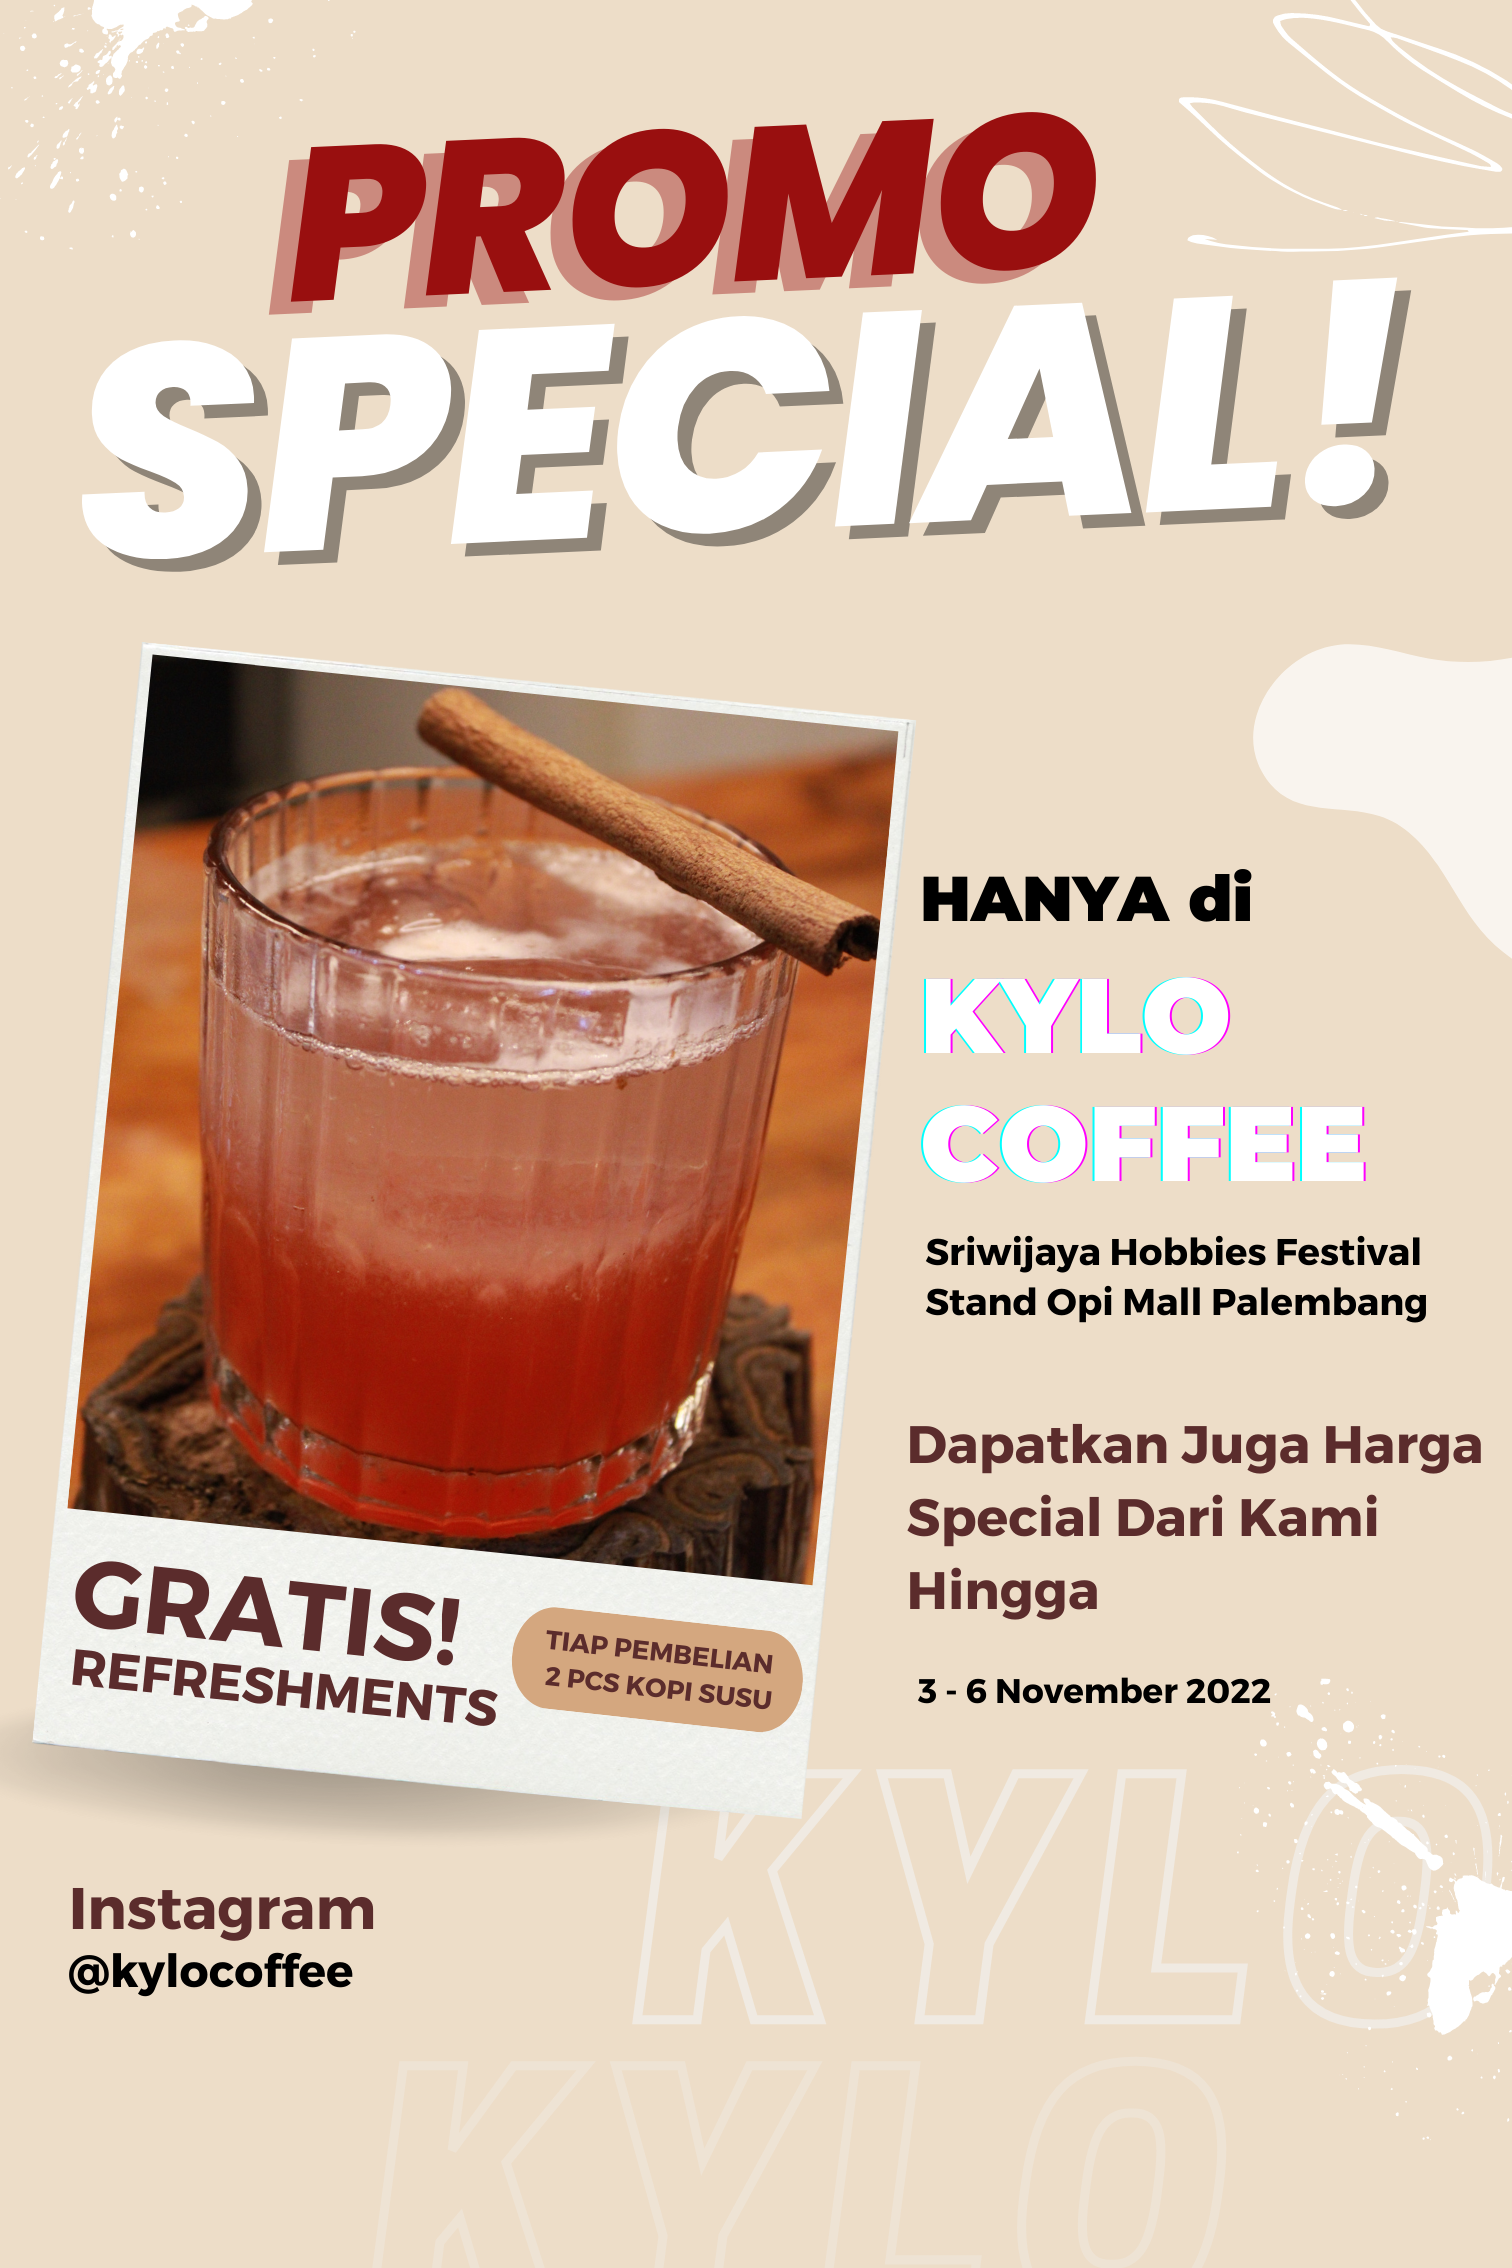 PROMO
SPECIAL!
HANYA di
KYLO
COFFEE
Sriwijaya Hobbies Festival
Stand Opi Mall Palembang
Dapatkan Juga Harga
Special Dari Kami
Hingga
3 - 6 November 2022
GRATIS!
REFRESHMENTS
TIAP PEMBELIAN
2 PCS KOPI SUSU
Instagram
@kylocoffee
KYLO
KYLO